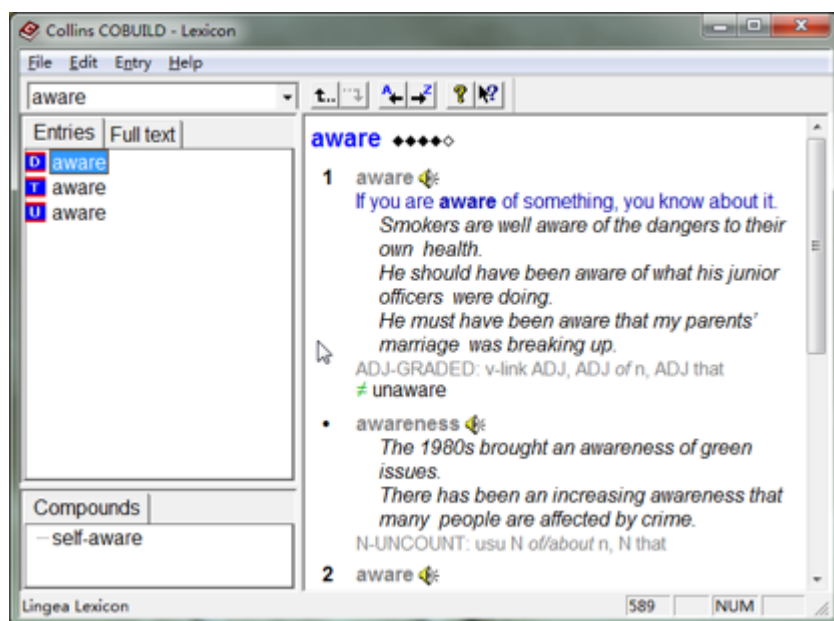 Collins COBUILD - Lexicon
File Edit Entry Help
aware
Entries Full text
D aware
T aware
U aware
Compounds
self-aware
aware ◆◆◆◆◇
1 aware
If you are aware of something, you know about it.
Smokers are well aware of the dangers to their
own health.
He should have been aware of what his junior
officers were doing.
He must have been aware that my parents'
marriage was breaking up.
ADJ-GRADED: v-link ADJ, ADJ of n, ADJ that
≠ unaware
• awareness
The 1980s brought an awareness of green
issues.
There has been an increasing awareness that
many people are affected by crime.
N-UNCOUNT: usu N of/about n, N that
2 aware
Lingea Lexicon 589 NUM